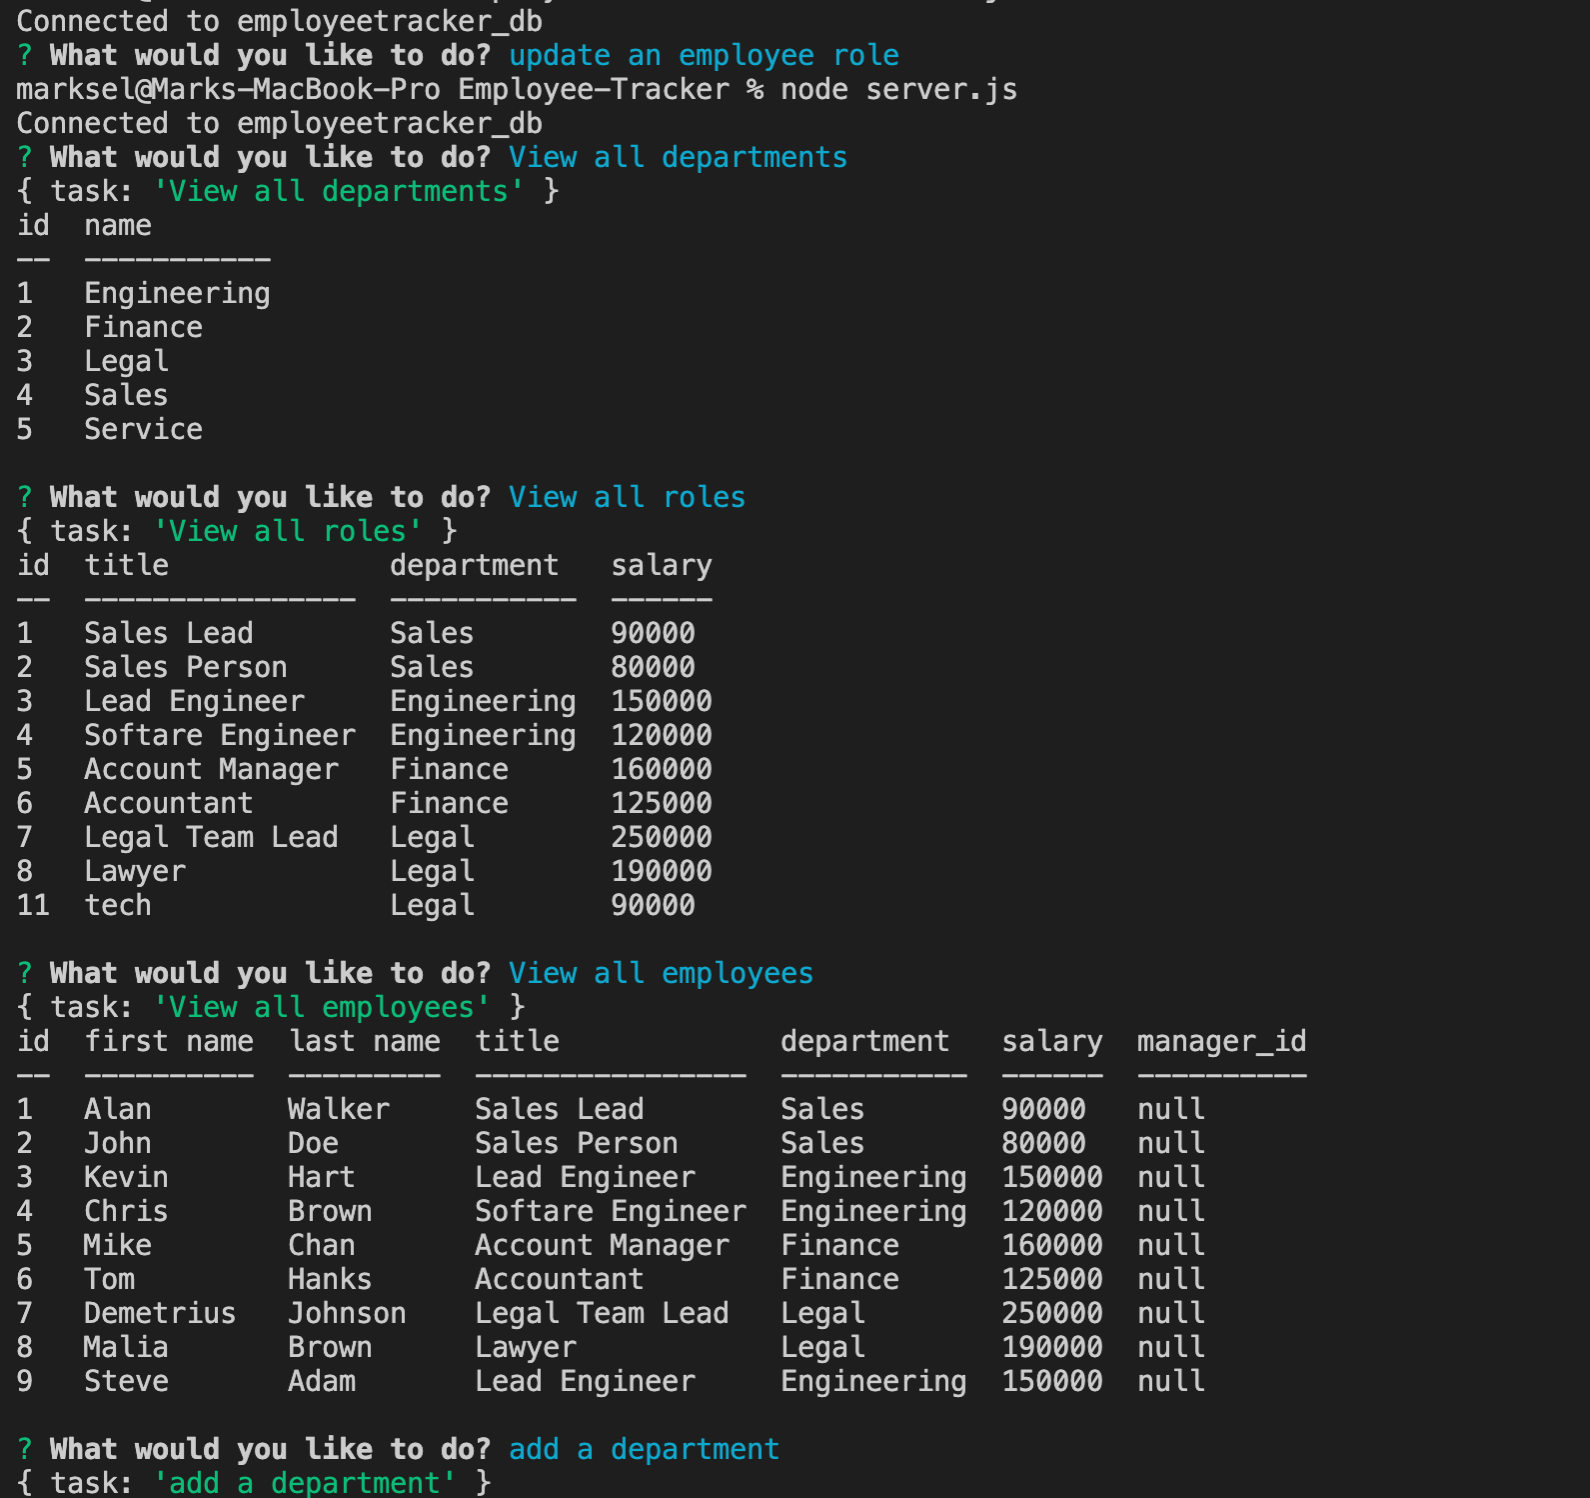 Connected to employeetracker_db
? What would you like to do? update an employee role
marksel@Marks-MacBook-Pro Employee-Tracker % node server.js
Connected to employeetracker_db
? What would you like to do? View all departments
{ task: 'View all departments' }
id  name
--  -----------
1   Engineering
2   Finance
3   Legal
4   Sales
5   Service

? What would you like to do? View all roles
{ task: 'View all roles' }
id  title             department   salary
--  ----------------  -----------  ------
1   Sales Lead        Sales        90000
2   Sales Person      Sales        80000
3   Lead Engineer     Engineering  150000
4   Softare Engineer  Engineering  120000
5   Account Manager   Finance      160000
6   Accountant        Finance      125000
7   Legal Team Lead   Legal        250000
8   Lawyer            Legal        190000
11  tech              Legal        90000

? What would you like to do? View all employees
{ task: 'View all employees' }
id  first name  last name  title             department   salary  manager_id
--  ----------  ---------  ----------------  -----------  ------  ----------
1   Alan        Walker     Sales Lead        Sales        90000   null
2   John        Doe        Sales Person      Sales        80000   null
3   Kevin       Hart       Lead Engineer     Engineering  150000  null
4   Chris       Brown      Softare Engineer  Engineering  120000  null
5   Mike        Chan       Account Manager   Finance      160000  null
6   Tom         Hanks      Accountant        Finance      125000  null
7   Demetrius   Johnson    Legal Team Lead   Legal        250000  null
8   Malia       Brown      Lawyer            Legal        190000  null
9   Steve       Adam       Lead Engineer     Engineering  150000  null

? What would you like to do? add a department
{ task: 'add a department' }